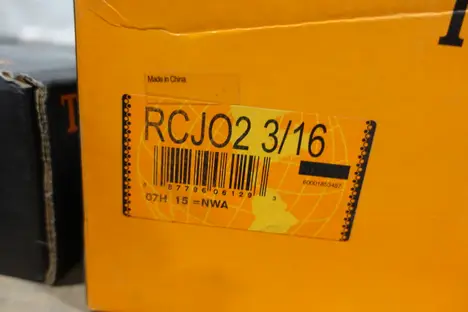 T
Made in China
RCJO2 3/16
07H 15 =NWA